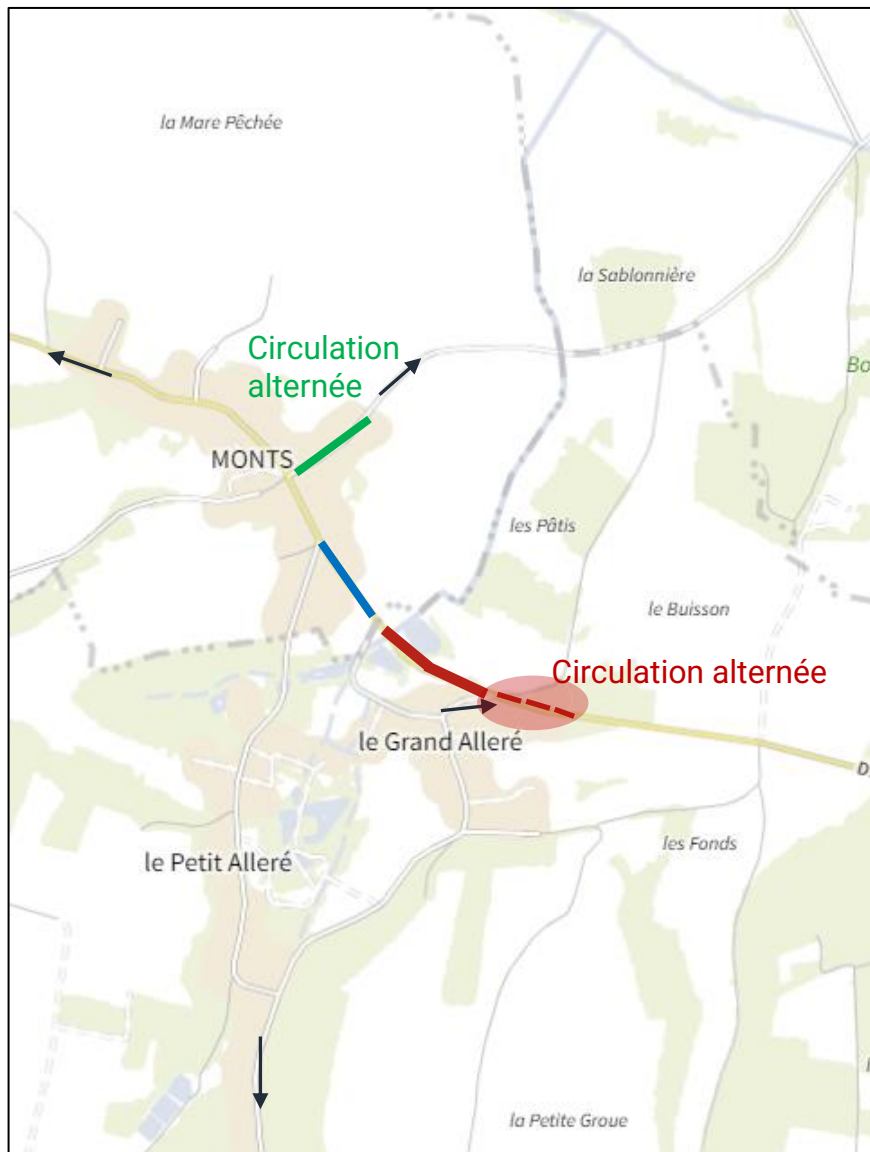 la Mare Pêchée
la Sablonnière
Circulation
alternée
MONTS
les Pâtis
le Buisson
Circulation alternée
le Grand Alleré
les Fonds
le Petit Alleré
la Petite Groue